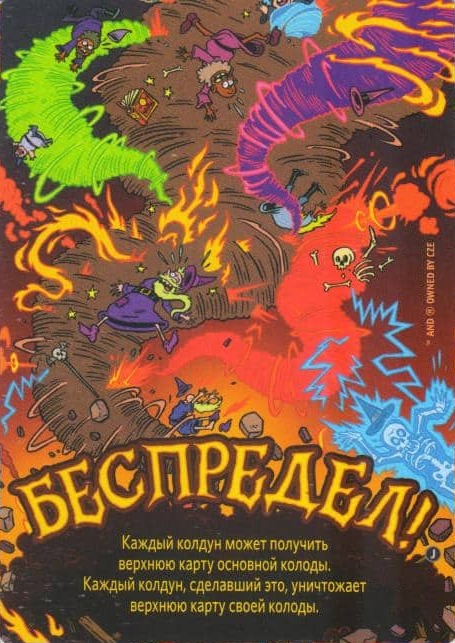 ™ AND ® OWNED BY CZE
БЕСПРЕДЕЛ!
Каждый колдун может получить
верхнюю карту основной колоды.
Каждый колдун, сделавший это, уничтожает
верхнюю карту своей колоды.
J